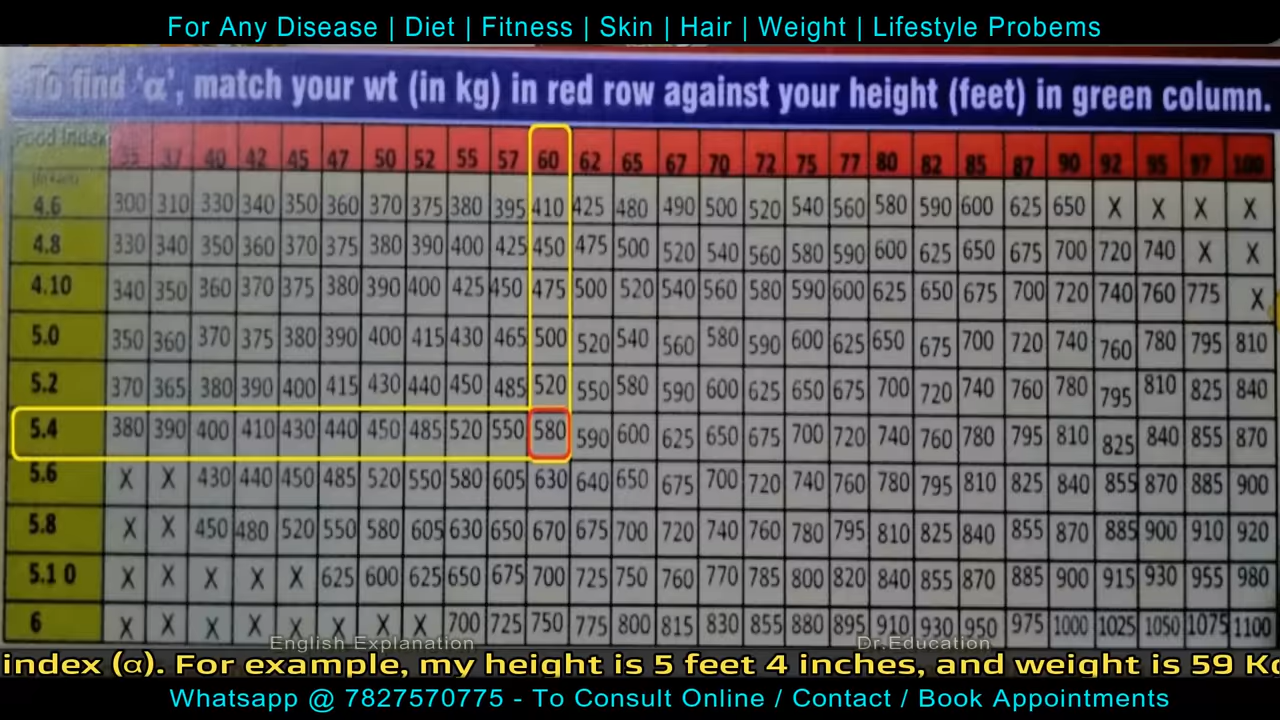 For Any Disease | Diet | Fitness | Skin | Hair | Weight | Lifestyle Probems
To find 'α', match your wt (in kg) in red row against your height (feet) in green column.
Food Index 35 37 40 42 45 47 50 52 55 57 60 62 65 67 70 72 75 77 80 82 85 87 90 92 95 97 100
4.6 300 310 330 340 350 360 370 375 380 395 410 425 480 490 500 520 540 560 580 590 600 625 650 X X X X
4.8 330 340 350 360 370 375 380 390 400 425 450 475 500 520 540 560 580 590 600 625 650 675 700 720 740 X X
4.10 340 350 360 370 375 380 390 400 425 450 475 500 520 540 560 580 590 600 625 650 675 700 720 740 760 775 X
5.0 350 360 370 375 380 390 400 415 430 465 500 520 540 560 580 590 600 625 650 675 700 720 740 760 780 795 810
5.2 370 365 380 390 400 415 430 440 450 485 520 550 580 590 600 625 650 675 700 720 740 760 780 795 810 825 840
5.4 380 390 400 410 430 440 450 485 520 550 580 590 600 625 650 675 700 720 740 760 780 795 810 825 840 855 870
5.6 X X 430 440 450 485 520 550 580 605 630 640 650 675 700 720 740 760 780 795 810 825 840 855 870 885 900
5.8 X X 450 480 520 550 580 605 630 650 670 675 700 720 740 760 780 795 810 825 840 855 870 885 900 910 920
5.1 0 X X X X X 625 600 625 650 675 700 725 750 760 770 785 800 820 840 855 870 885 900 915 930 955 980
6 X X X X X X X X 700 725 750 775 800 815 830 855 880 895 910 930 950 975 1000 1025 1050 1075 1100
English Explanation Dr.Education
index (α). For example, my height is 5 feet 4 inches, and weight is 59 Kg
Whatsapp @ 7827570775 - To Consult Online / Contact / Book Appointments